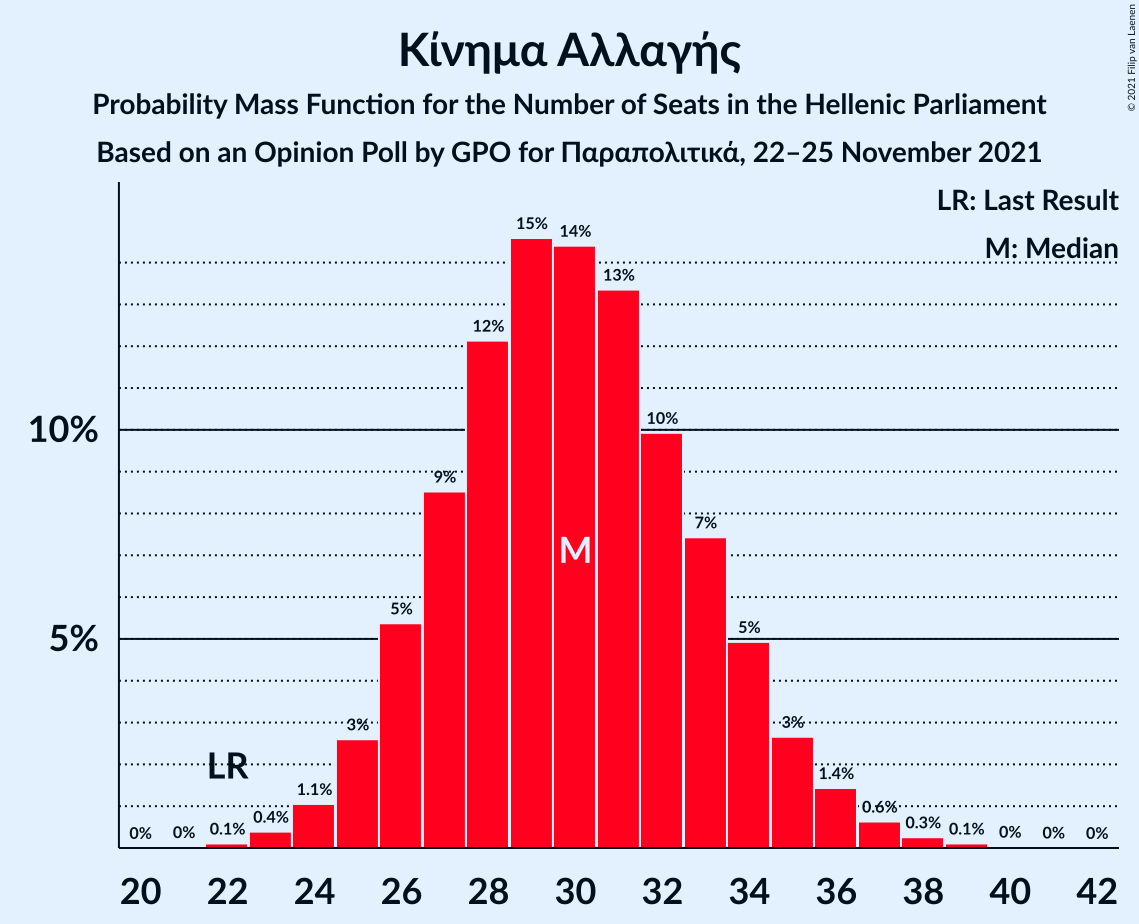 Κίνημα Αλλαγής
Probability Mass Function for the Number of Seats in the Hellenic Parliament
Based on an Opinion Poll by GPO for Παραπολιτικά, 22–25 November 2021
© 2021 Filip van Laenen
LR: Last Result
M: Median
10%
5%
0%
0%
0.1%
0.4%
1.1%
3%
5%
9%
12%
15%
14%
13%
10%
7%
5%
3%
1.4%
0.6%
0.3%
0.1%
0%
0%
0%
LR
M
20 22 24 26 28 30 32 34 36 38 40 42